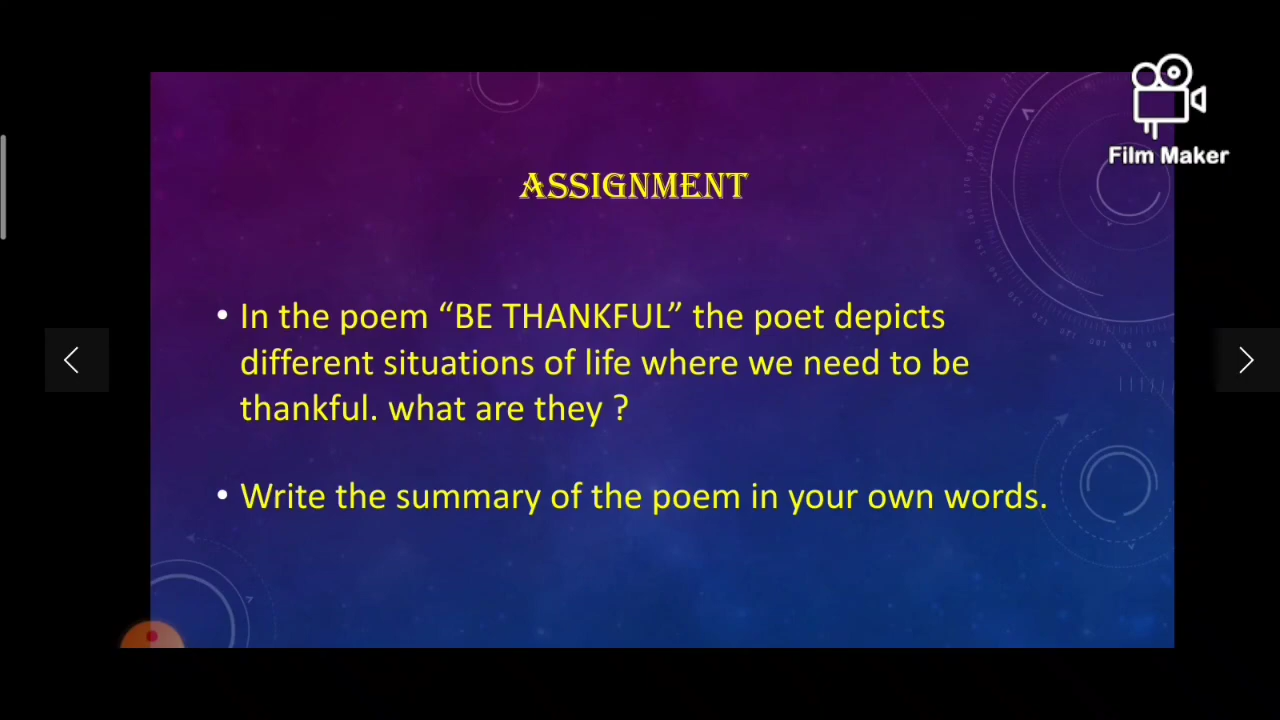 Film Maker
ASSIGNMENT
• In the poem “BE THANKFUL” the poet depicts
different situations of life where we need to be
thankful. what are they ?
• Write the summary of the poem in your own words.